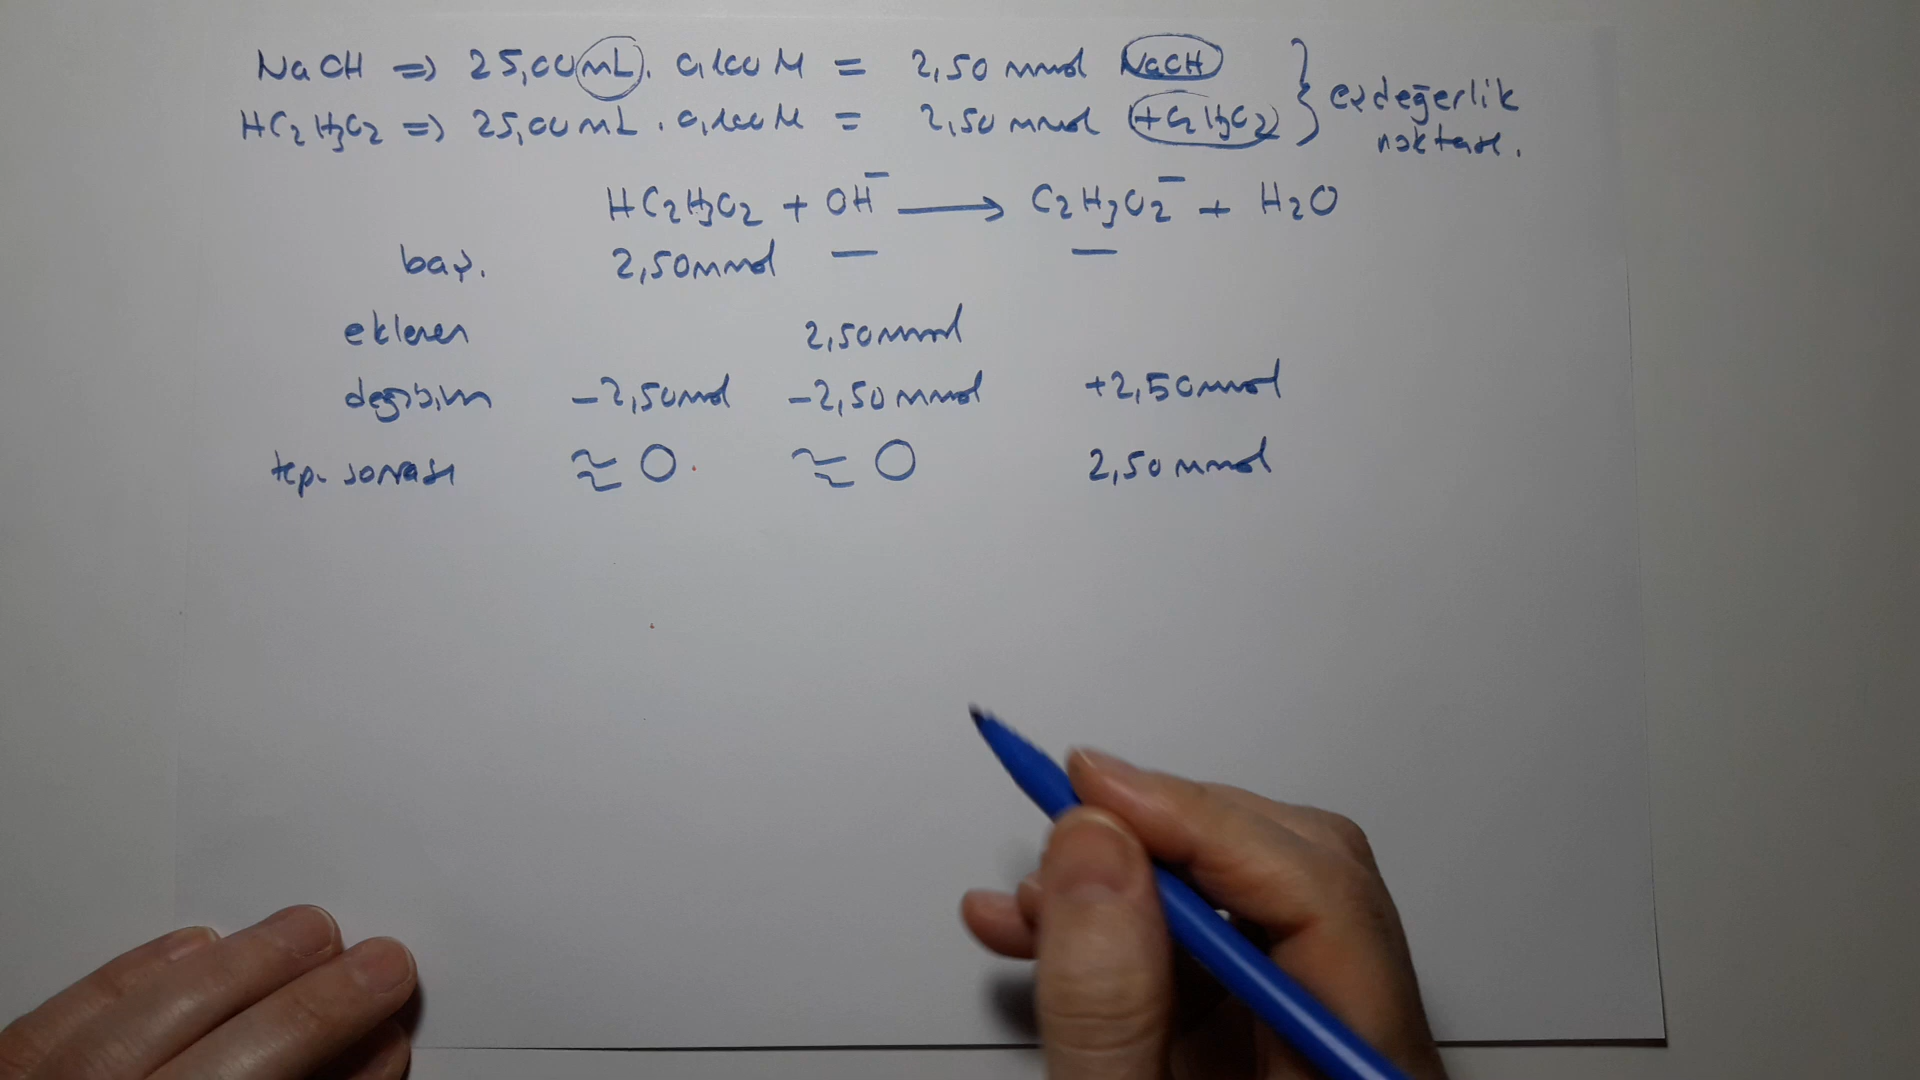 NaOH ⇒ 25,00 mL . 0,100 M = 2,50 mmol NaOH
HC2H3O2 ⇒ 25,00 mL . 0,100 M = 2,50 mmol HC2H3O2 } eşdeğerlik noktası.
HC2H3O2 + OH⁻ ⟶ C2H3O2⁻ + H2O
baş. 2,50 mmol — —
eklenen 2,50 mmol
değişim −2,50 mol −2,50 mmol +2,50 mmol
tep. sonrası ≈ 0 . ≈ 0 2,50 mmol